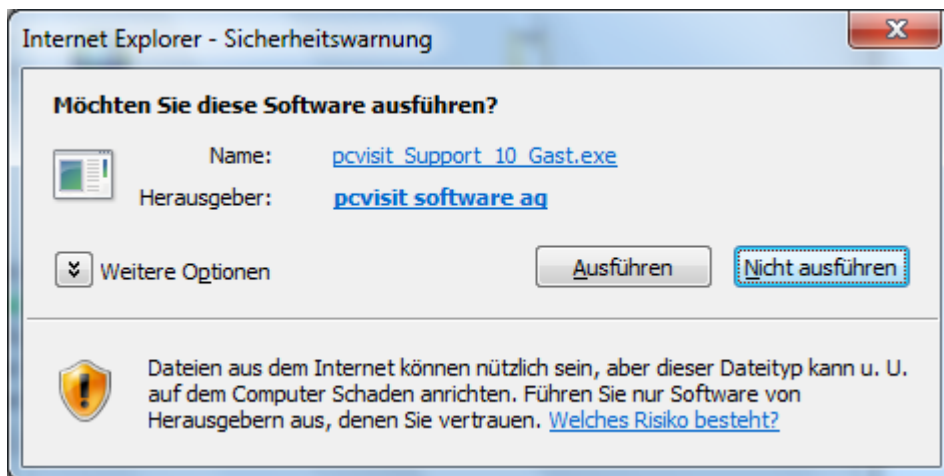 Internet Explorer - Sicherheitswarnung
Möchten Sie diese Software ausführen?
Name: pcvisit_Support_10_Gast.exe
Herausgeber: pcvisit software ag
Weitere Optionen Ausführen Nicht ausführen
Dateien aus dem Internet können nützlich sein, aber dieser Dateityp kann u. U.
auf dem Computer Schaden anrichten. Führen Sie nur Software von
Herausgebern aus, denen Sie vertrauen. Welches Risiko besteht?